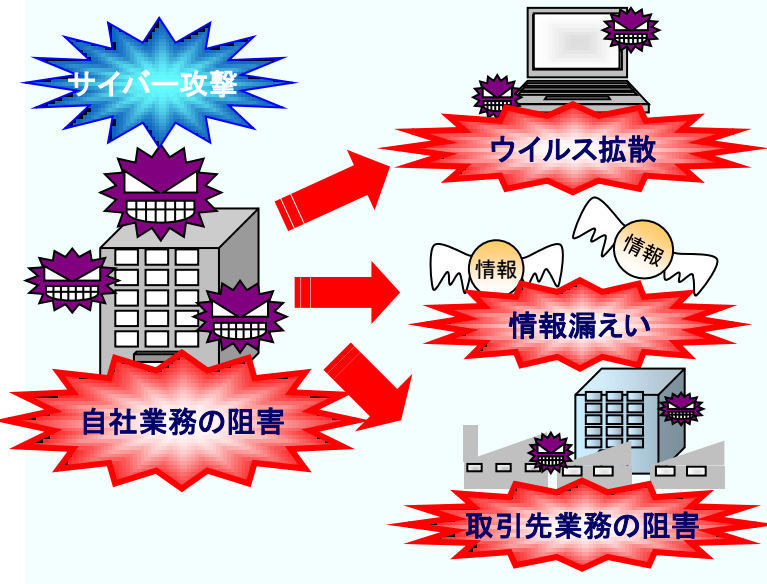 サイバー攻撃
ウイルス拡散
情報
情報
情報漏えい
自社業務の阻害
取引先業務の阻害